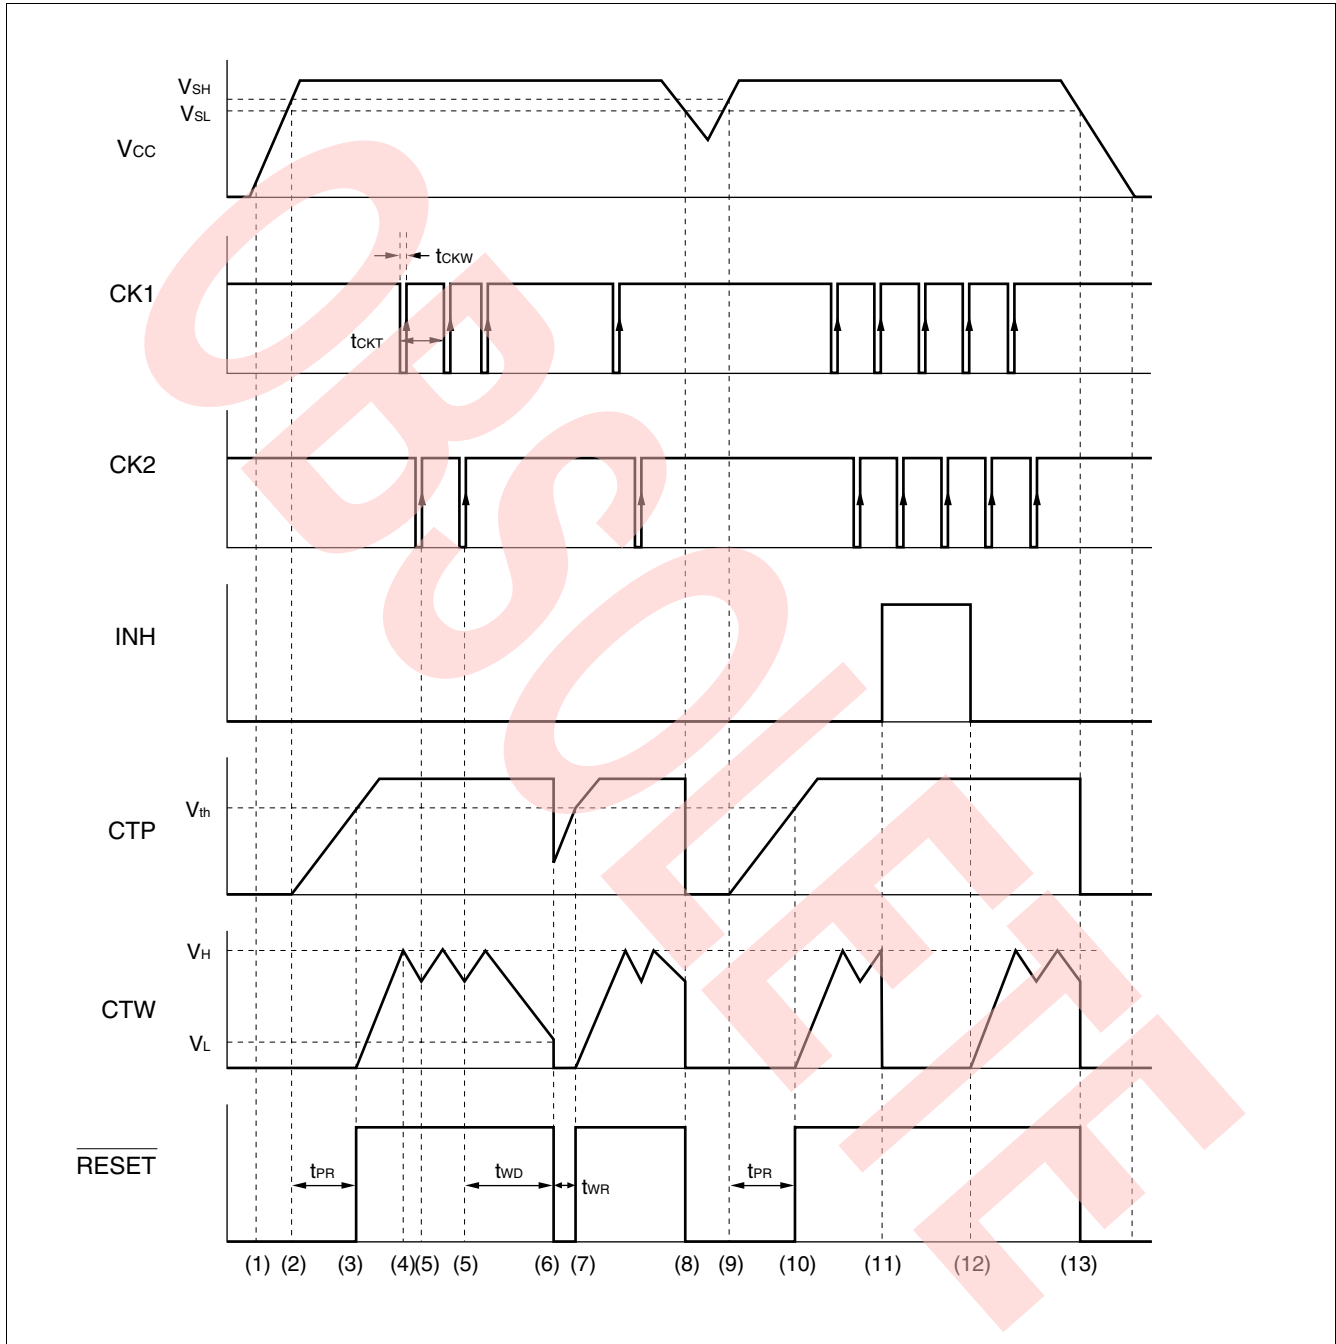 VSH
VSL
VCC
tCKW
CK1
tCKT
CK2
INH
Vth
CTP
VH
CTW
VL
RESET
tPR
tWD
tWR
tPR
(1) (2) (3) (4)(5) (5) (6) (7) (8) (9) (10) (11) (12) (13)
OBSOLETE